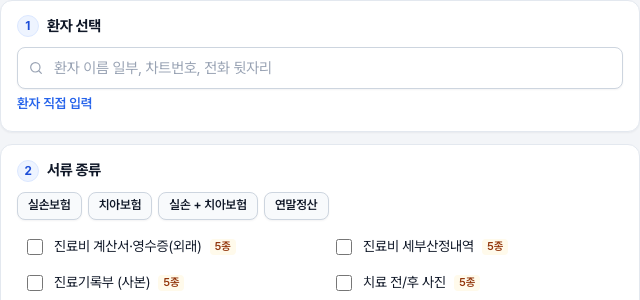 1 환자 선택
환자 이름 일부, 차트번호, 전화 뒷자리
환자 직접 입력
2 서류 종류
실손보험 치아보험 실손 + 치아보험 연말정산
진료비 계산서·영수증(외래) 5종 진료비 세부산정내역 5종
진료기록부 (사본) 5종 치료 전/후 사진 5종